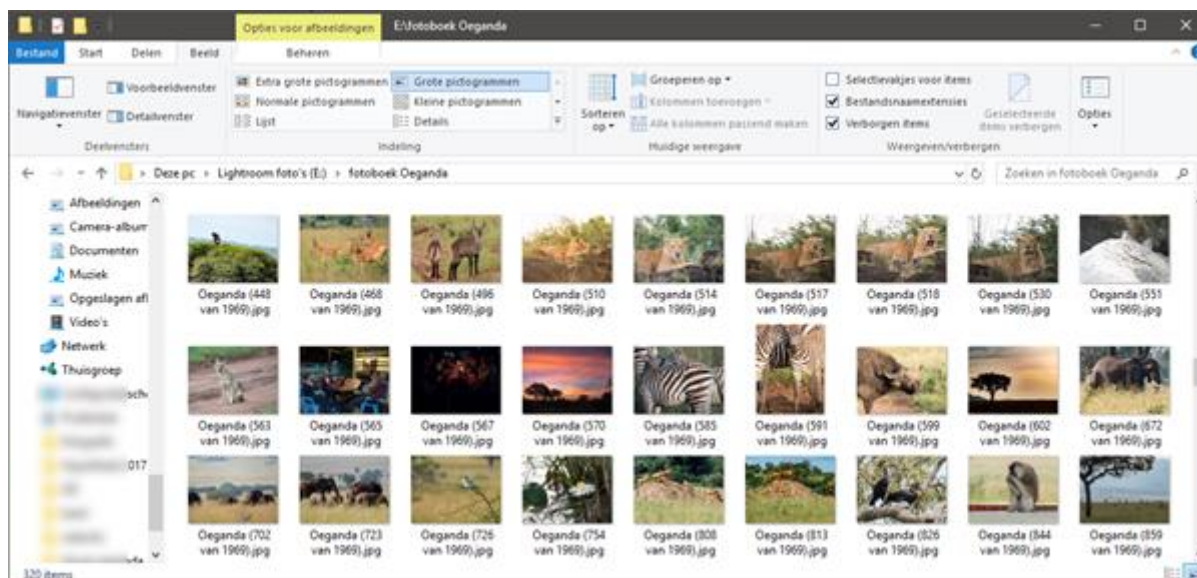 Opties voor afbeeldingen
E:\fotoboek Oeganda
Bestand Start Delen Beeld Beheren
Navigatievenster
Voorbeeldvenster
Detailvenster
Deelvensters
Extra grote pictogrammen Grote pictogrammen
Normale pictogrammen Kleine pictogrammen
Lijst Details
Indeling
Sorteren op
Groeperen op
Kolommen toevoegen
Alle kolommen passend maken
Huidige weergave
Selectievakjes voor items
Bestandsnaamextensies
Verborgen items
Geselecteerde items verbergen
Weergeven/verbergen
Opties
Deze pc Lightroom foto's (E:) fotoboek Oeganda
Zoeken in fotoboek Oeganda
Afbeeldingen
Camera-album
Documenten
Muziek
Opgeslagen afl
Video's
Netwerk
Thuisgroep
sch
017
Oeganda (448 van 1969).jpg
Oeganda (468 van 1969).jpg
Oeganda (496 van 1969).jpg
Oeganda (510 van 1969).jpg
Oeganda (514 van 1969).jpg
Oeganda (517 van 1969).jpg
Oeganda (518 van 1969).jpg
Oeganda (530 van 1969).jpg
Oeganda (551 van 1969).jpg
Oeganda (563 van 1969).jpg
Oeganda (565 van 1969).jpg
Oeganda (567 van 1969).jpg
Oeganda (570 van 1969).jpg
Oeganda (585 van 1969).jpg
Oeganda (591 van 1969).jpg
Oeganda (599 van 1969).jpg
Oeganda (602 van 1969).jpg
Oeganda (672 van 1969).jpg
Oeganda (702 van 1969).jpg
Oeganda (723 van 1969).jpg
Oeganda (726 van 1969).jpg
Oeganda (754 van 1969).jpg
Oeganda (808 van 1969).jpg
Oeganda (813 van 1969).jpg
Oeganda (826 van 1969).jpg
Oeganda (844 van 1969).jpg
Oeganda (859 van 1969).jpg
320 items